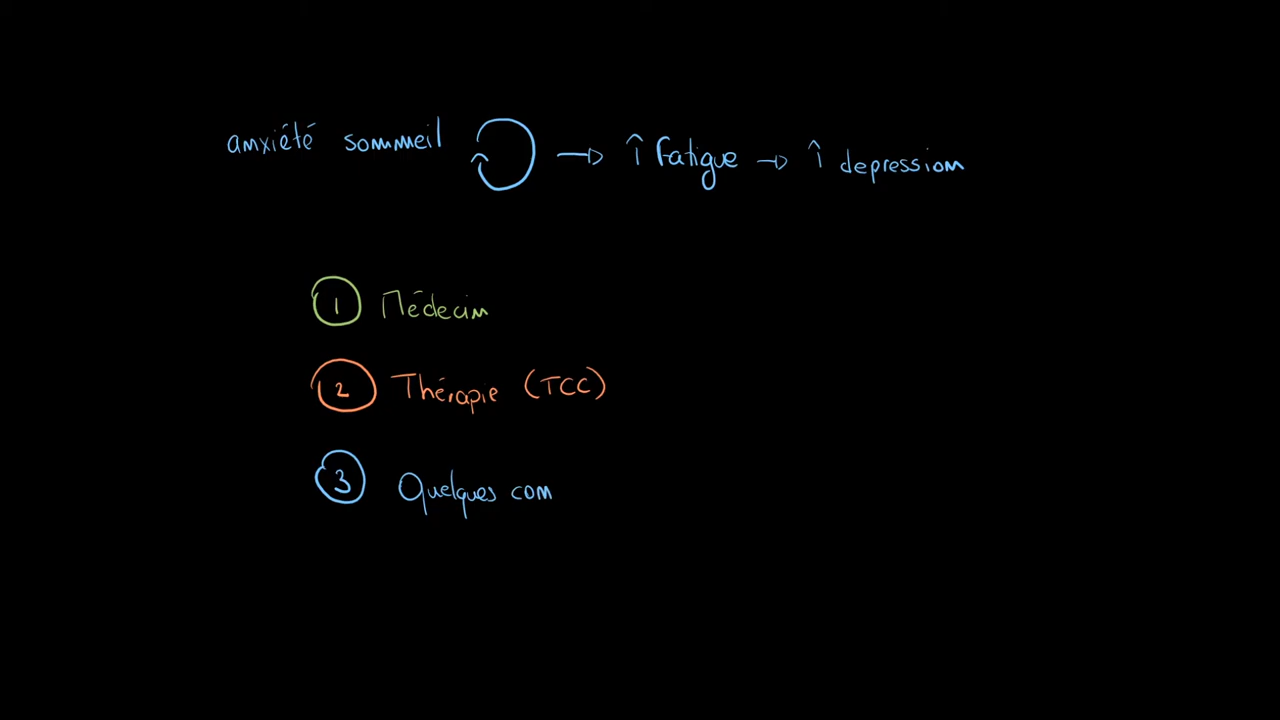 anxiété sommeil → ↑ Fatigue → ↑ depression
1 Médecin
2 Thérapie (TCC)
3 Quelques con